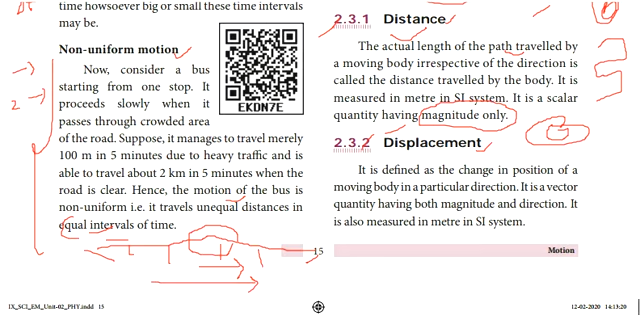 time howsoever big or small these time intervals
may be.
Non-uniform motion
Now, consider a bus
starting from one stop. It
proceeds slowly when it
passes through crowded area
of the road. Suppose, it manages to travel merely
100 m in 5 minutes due to heavy traffic and is
able to travel about 2 km in 5 minutes when the
road is clear. Hence, the motion of the bus is
non-uniform i.e. it travels unequal distances in
equal intervals of time.
EKDN7E
2
15
2.3.1 Distance
The actual length of the path travelled by
a moving body irrespective of the direction is
called the distance travelled by the body. It is
measured in metre in SI system. It is a scalar
quantity having magnitude only.
2.3.2 Displacement
It is defined as the change in position of a
moving body in a particular direction. It is a vector
quantity having both magnitude and direction. It
is also measured in metre in SI system.
Motion
IX_SCI_EM_Unit-02_PHY.indd 15
12-02-2020 14:13:20